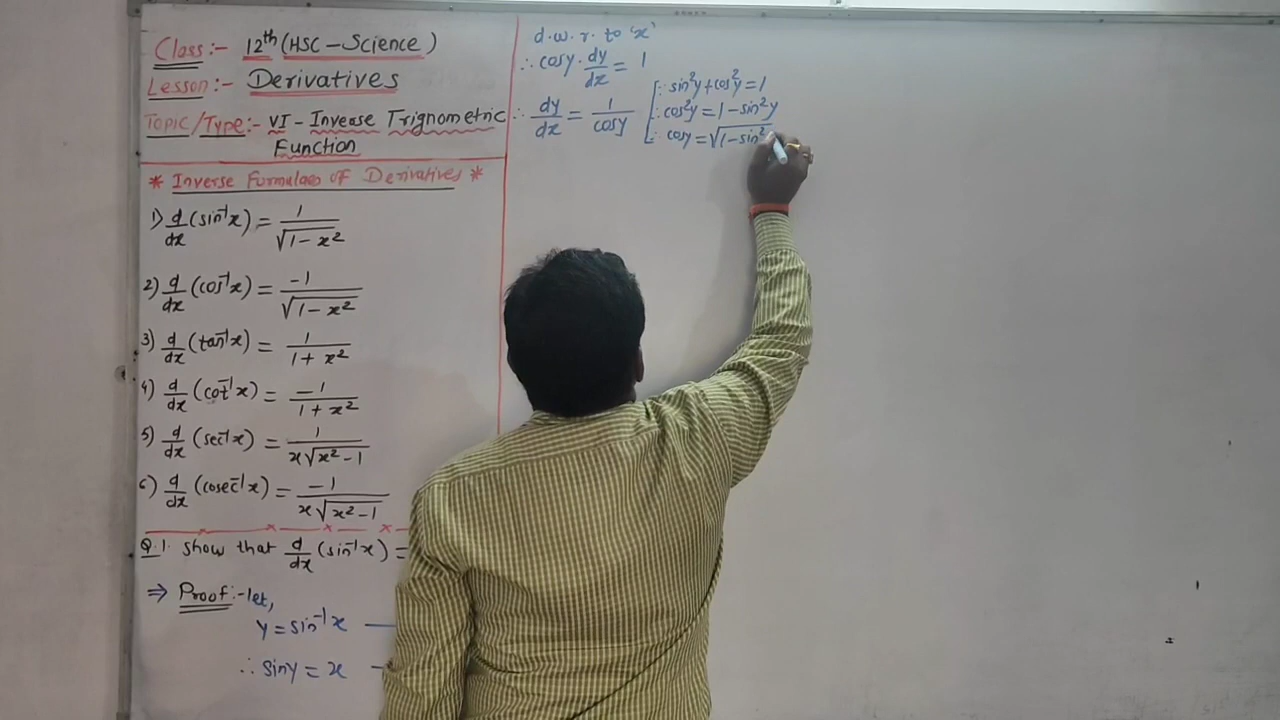 Class :- 12th (HSC - Science)
Lesson :- Derivatives
Topic/Type :- VI - Inverse Trignometric
Function
* Inverse Formulaes of Derivatives *
1) d/dx (sin⁻¹x) = 1/√(1 - x²)
2) d/dx (cos⁻¹x) = -1/√(1 - x²)
3) d/dx (tan⁻¹x) = 1/(1 + x²)
4) d/dx (cot⁻¹x) = -1/(1 + x²)
5) d/dx (sec⁻¹x) = 1/(x√(x² - 1))
6) d/dx (cosec⁻¹x) = -1/(x√(x² - 1))
Q.1. Show that d/dx (sin⁻¹x) =
⇒ Proof :- let,
y = sin⁻¹x
∴ siny = x
d.w.r. to 'x'
∴ cosy · dy/dx = 1
∴ dy/dx = 1/cosy
[∵ sin²y + cos²y = 1
∴ cos²y = 1 - sin²y
∴ cosy = √(1 - sin²